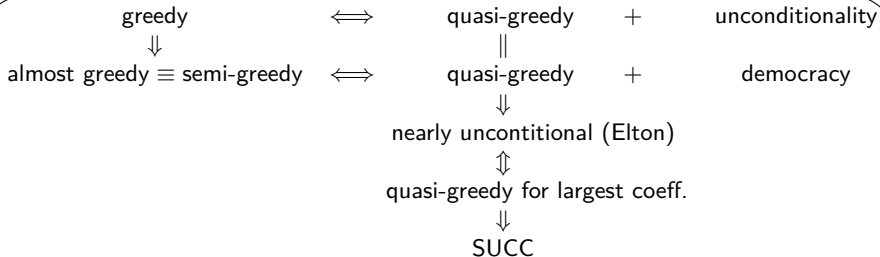 greedy ⟺ quasi-greedy + unconditionality
⇓ ||
almost greedy ≡ semi-greedy ⟺ quasi-greedy + democracy
⇓
nearly uncontitional (Elton)
⇕
quasi-greedy for largest coeff.
⇓
SUCC